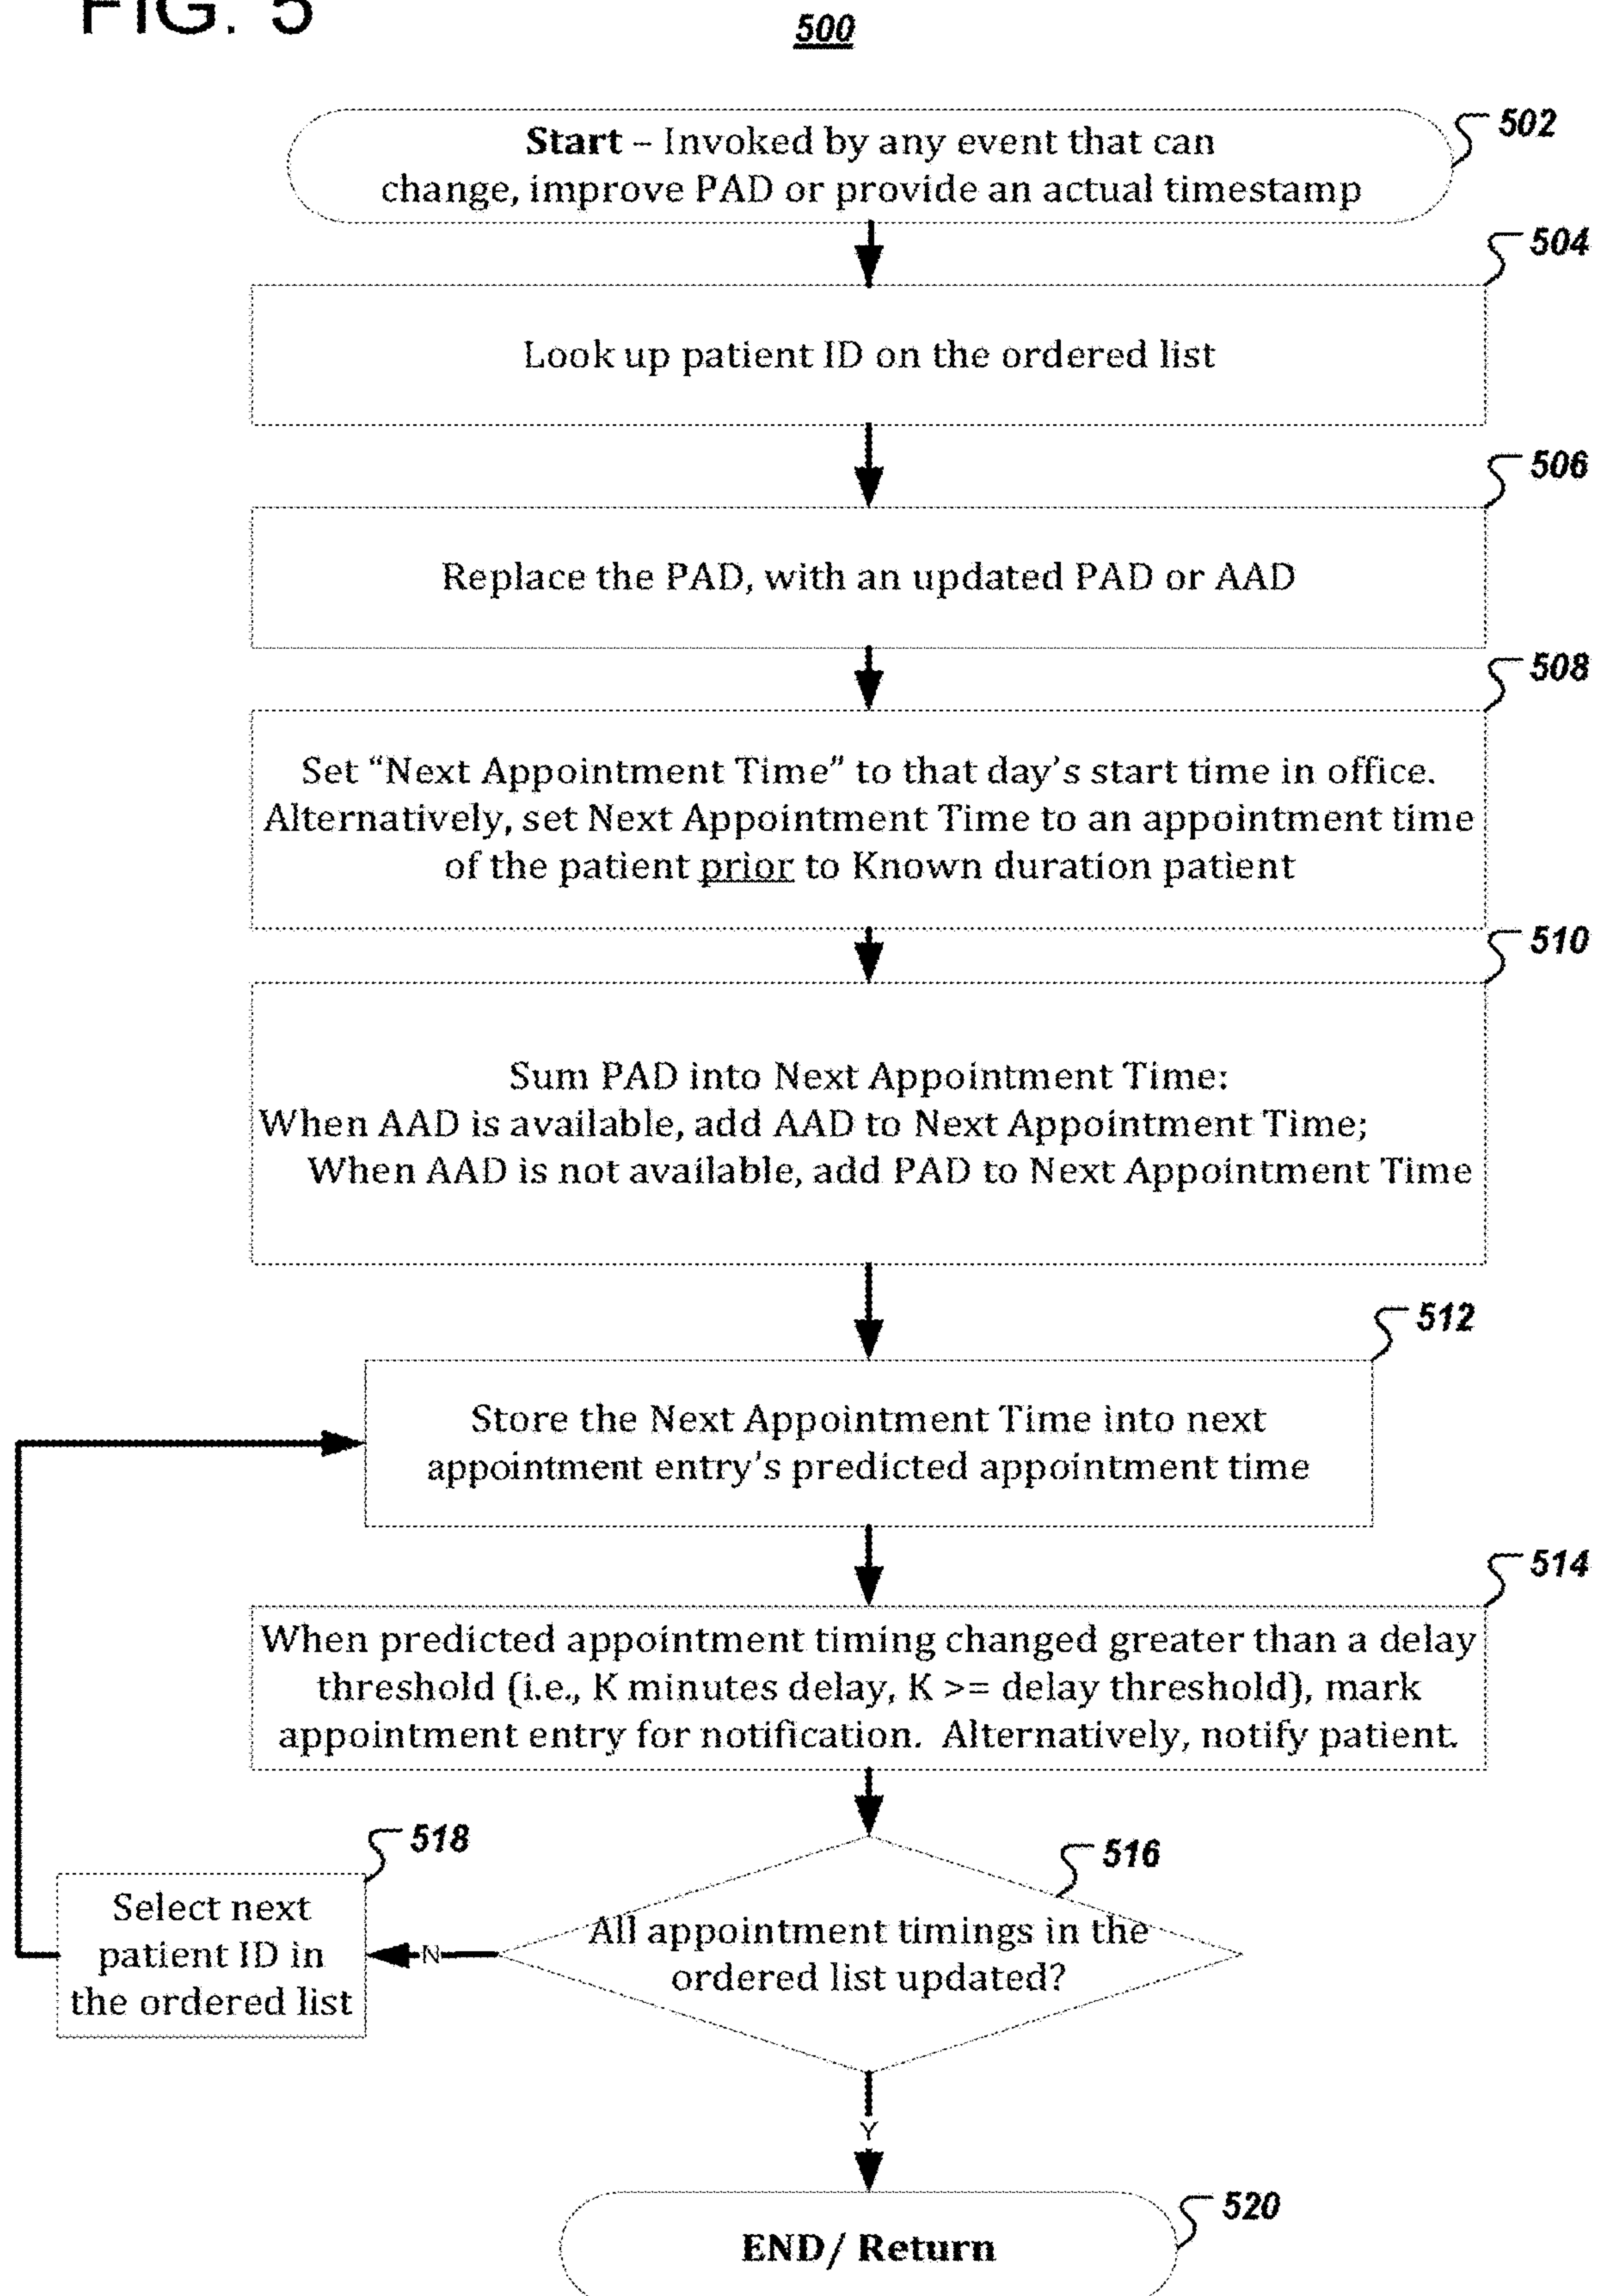 FIG. 5
500
Start – Invoked by any event that can
change, improve PAD or provide an actual timestamp
502
504
Look up patient ID on the ordered list
506
Replace the PAD, with an updated PAD or AAD
508
Set “Next Appointment Time” to that day’s start time in office.
Alternatively, set Next Appointment Time to an appointment time
of the patient prior to Known duration patient
510
Sum PAD into Next Appointment Time:
When AAD is available, add AAD to Next Appointment Time;
When AAD is not available, add PAD to Next Appointment Time
512
Store the Next Appointment Time into next
appointment entry’s predicted appointment time
514
When predicted appointment timing changed greater than a delay
threshold (i.e., K minutes delay, K >= delay threshold), mark
appointment entry for notification.  Alternatively, notify patient.
516
All appointment timings in the
ordered list updated?
N
518
Select next
patient ID in
the ordered list
Y
520
END/ Return